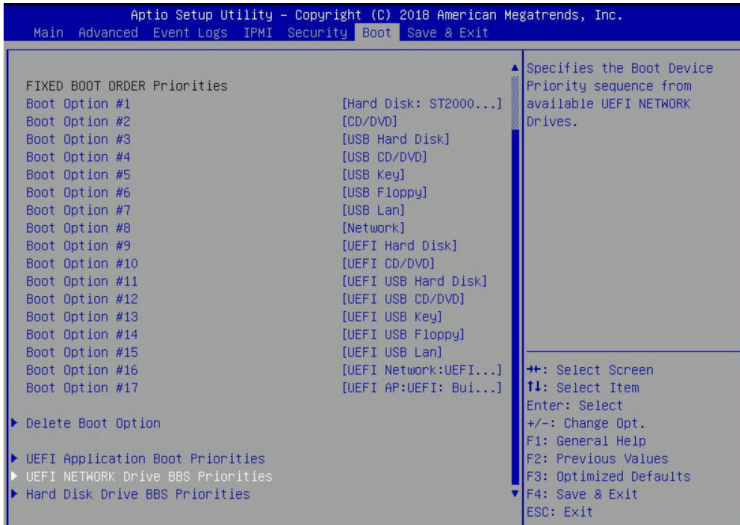 Aptio Setup Utility – Copyright (C) 2018 American Megatrends, Inc.
Main Advanced Event Logs IPMI Security Boot Save & Exit
FIXED BOOT ORDER Priorities
Boot Option #1 [Hard Disk: ST2000...]
Boot Option #2 [CD/DVD]
Boot Option #3 [USB Hard Disk]
Boot Option #4 [USB CD/DVD]
Boot Option #5 [USB Key]
Boot Option #6 [USB Floppy]
Boot Option #7 [USB Lan]
Boot Option #8 [Network]
Boot Option #9 [UEFI Hard Disk]
Boot Option #10 [UEFI CD/DVD]
Boot Option #11 [UEFI USB Hard Disk]
Boot Option #12 [UEFI USB CD/DVD]
Boot Option #13 [UEFI USB Key]
Boot Option #14 [UEFI USB Floppy]
Boot Option #15 [UEFI USB Lan]
Boot Option #16 [UEFI Network:UEFI...]
Boot Option #17 [UEFI AP:UEFI: Bui...]
Delete Boot Option
UEFI Application Boot Priorities
UEFI NETWORK Drive BBS Priorities
Hard Disk Drive BBS Priorities
Specifies the Boot Device
Priority sequence from
available UEFI NETWORK
Drives.
→←: Select Screen
↑↓: Select Item
Enter: Select
+/-: Change Opt.
F1: General Help
F2: Previous Values
F3: Optimized Defaults
F4: Save & Exit
ESC: Exit